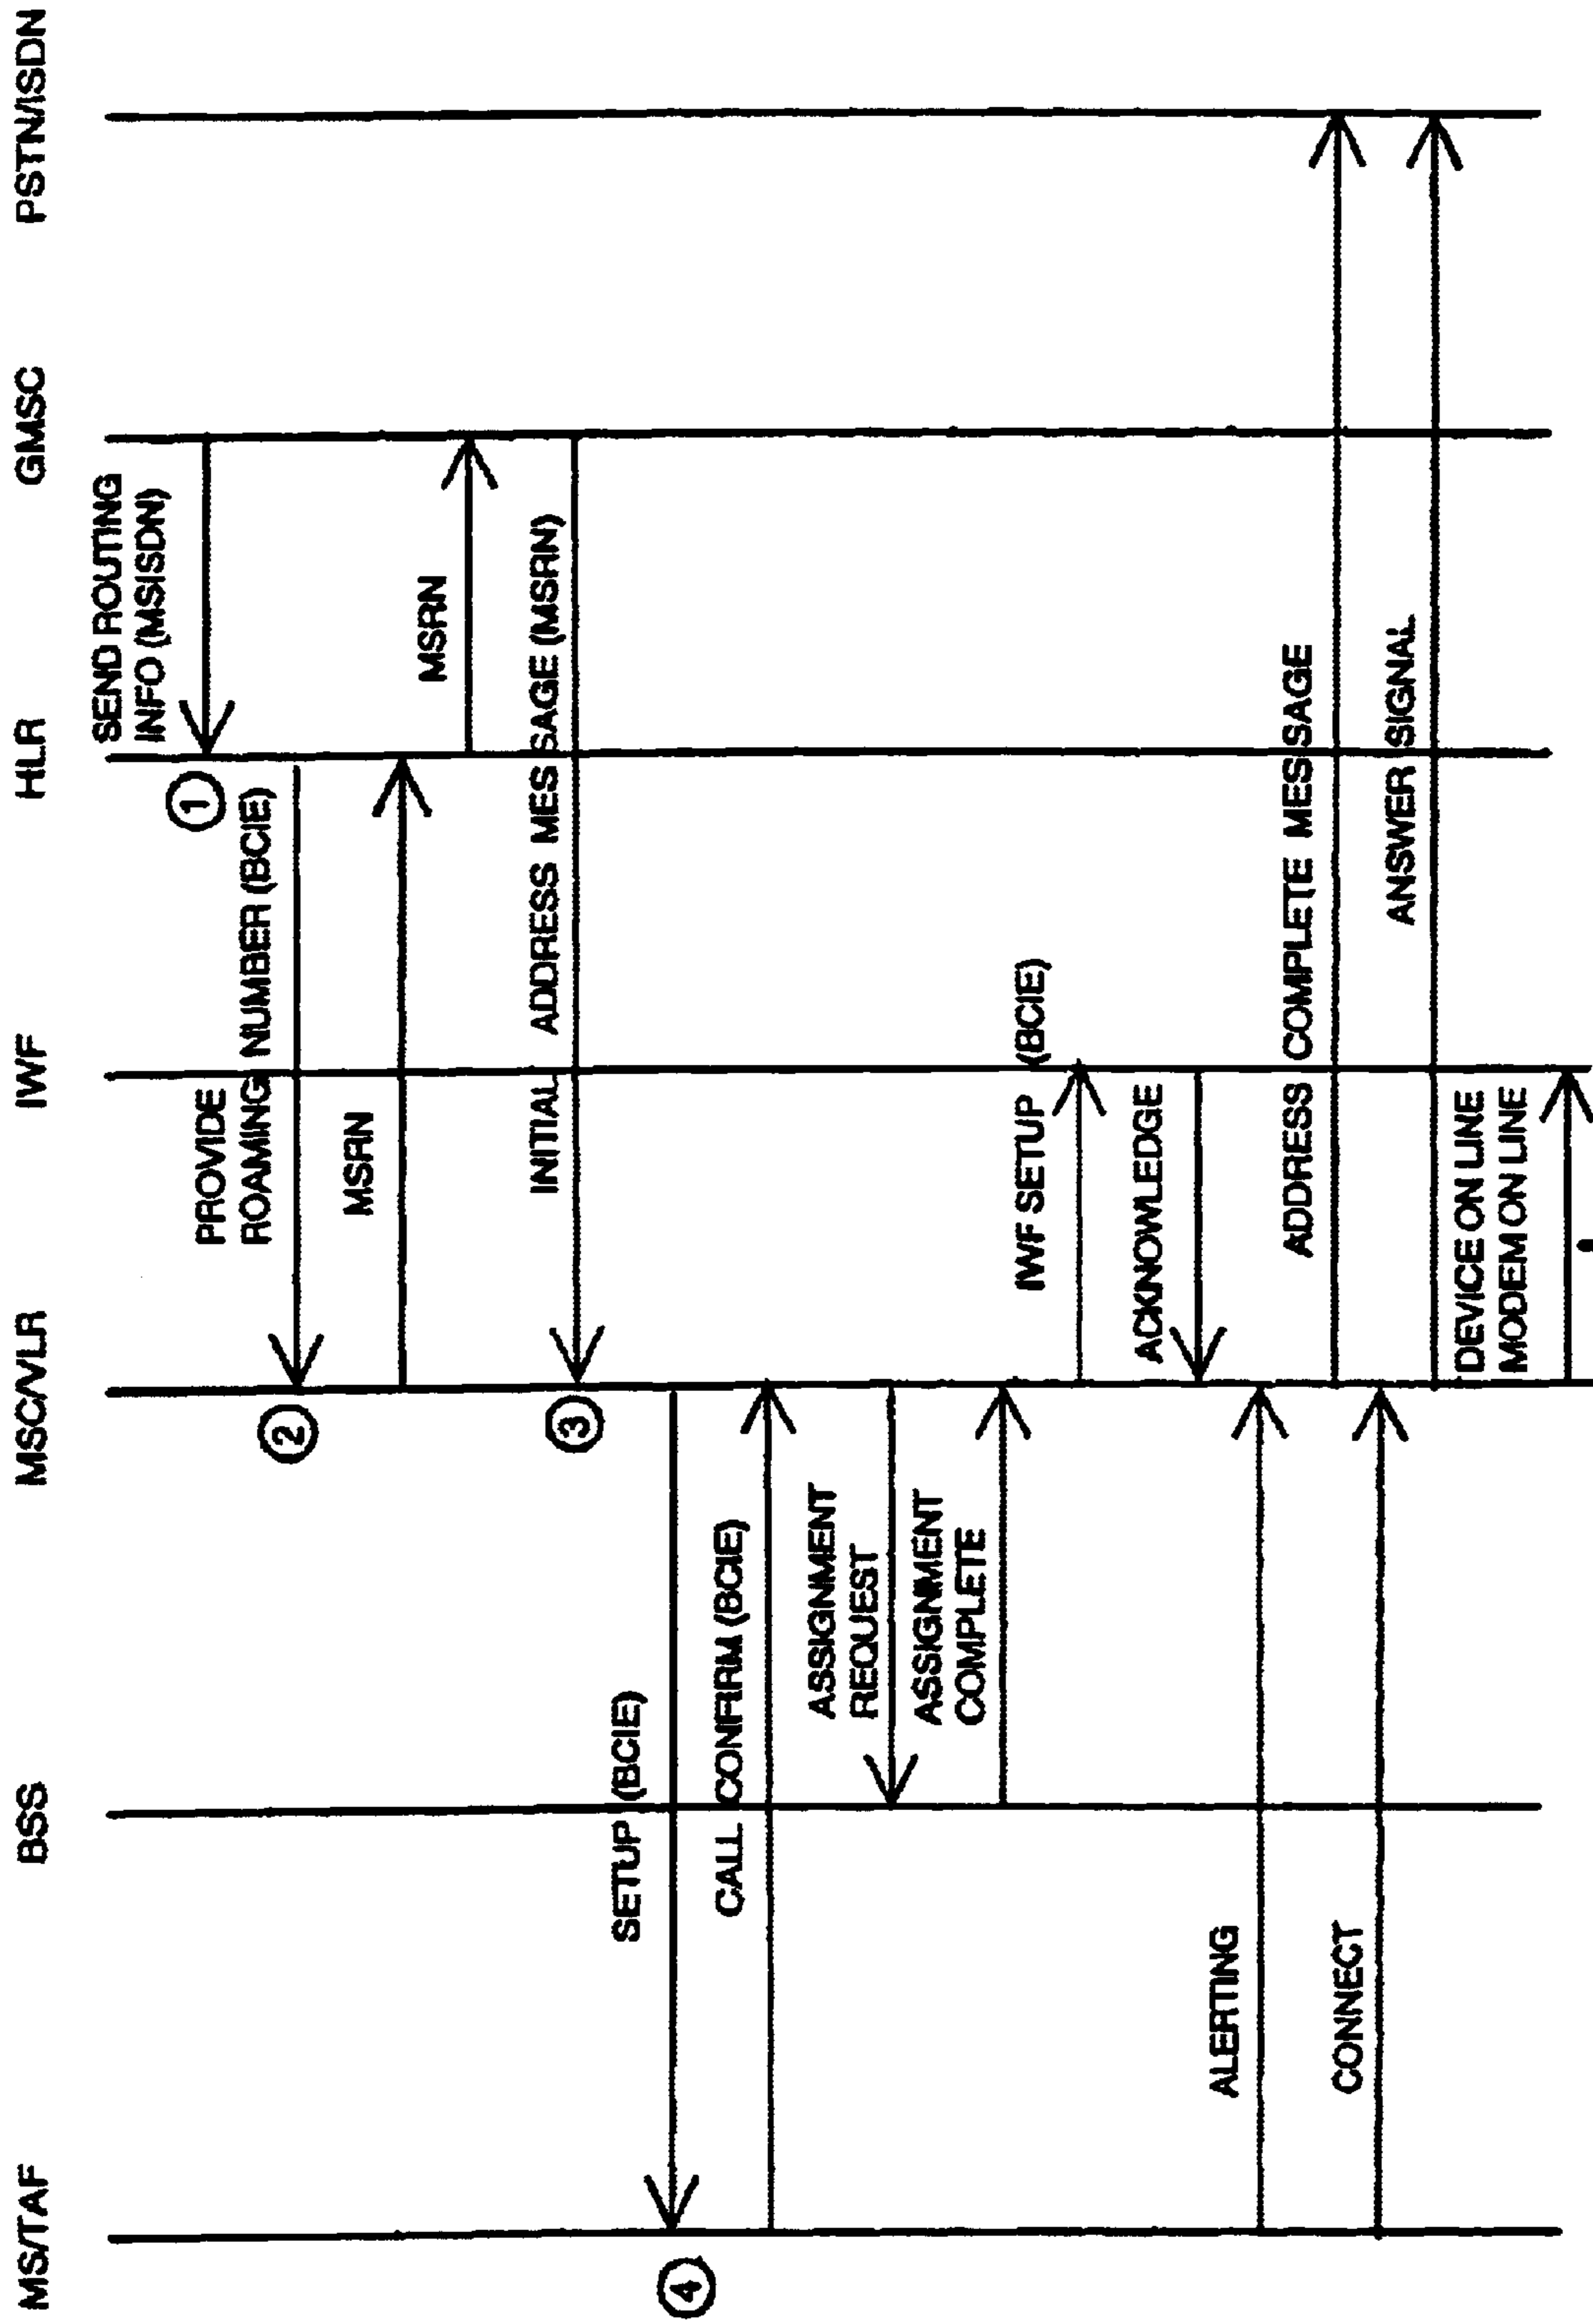 MS/TAF
BSS
MSC/VLR
IWF
HLR
GMSC
PSTN/ISDN
SEND ROUTING
INFO (MSISDN)
1
PROVIDE
ROAMING NUMBER (BCIE)
2
MSRN
MSRN
INITIAL ADDRESS MESSAGE (MSRN)
3
SETUP (BCIE)
4
CALL CONFIRM (BCIE)
ASSIGNMENT
REQUEST
ASSIGNMENT
COMPLETE
IWF SETUP (BCIE)
ACKNOWLEDGE
ALERTING
ADDRESS COMPLETE MESSAGE
CONNECT
ANSWER SIGNAL
DEVICE ON LINE
MODEM ON LINE